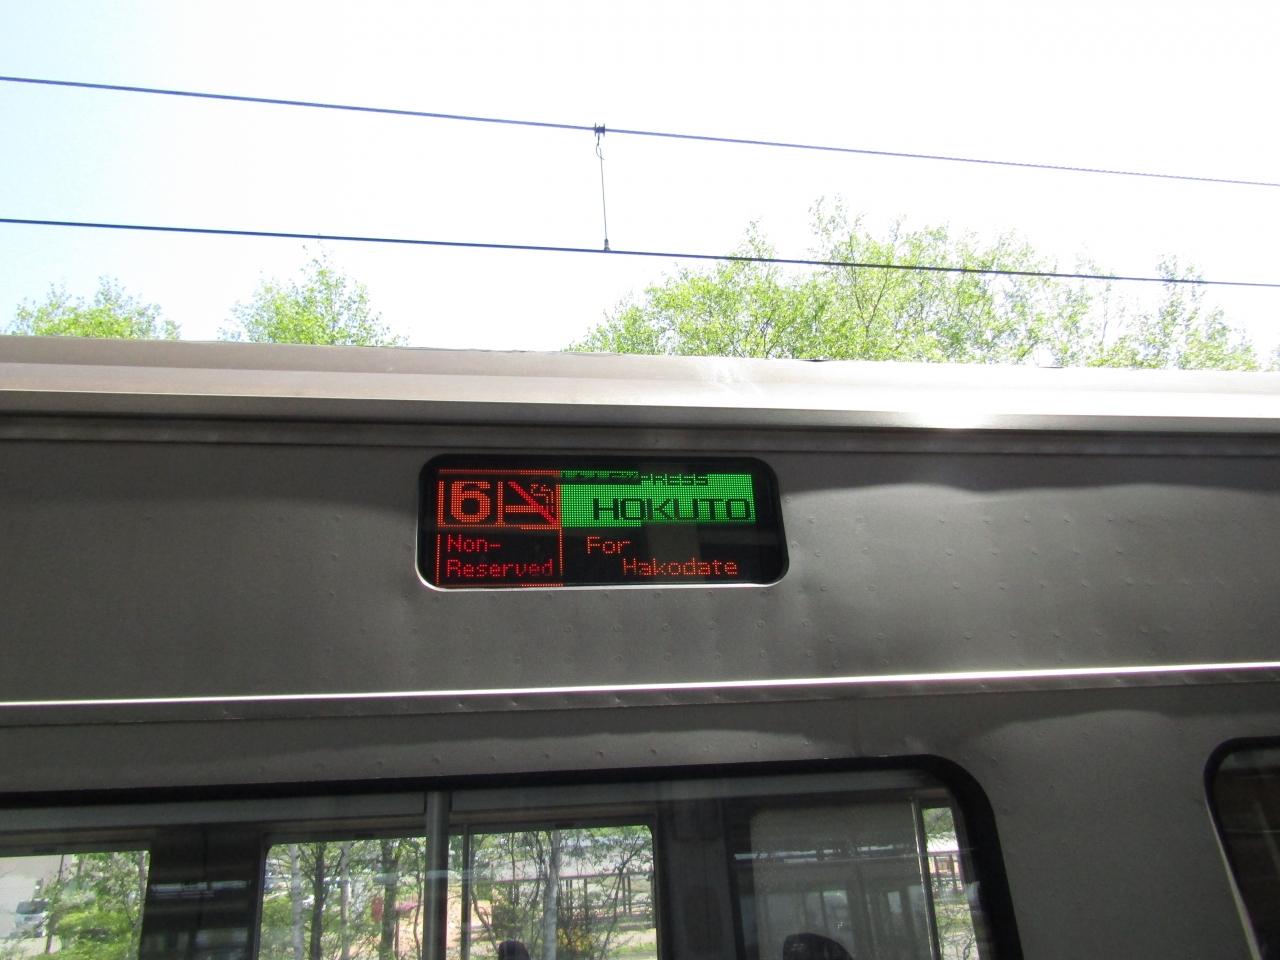 6
HOKUTO
Non-
Reserved
For
Hakodate